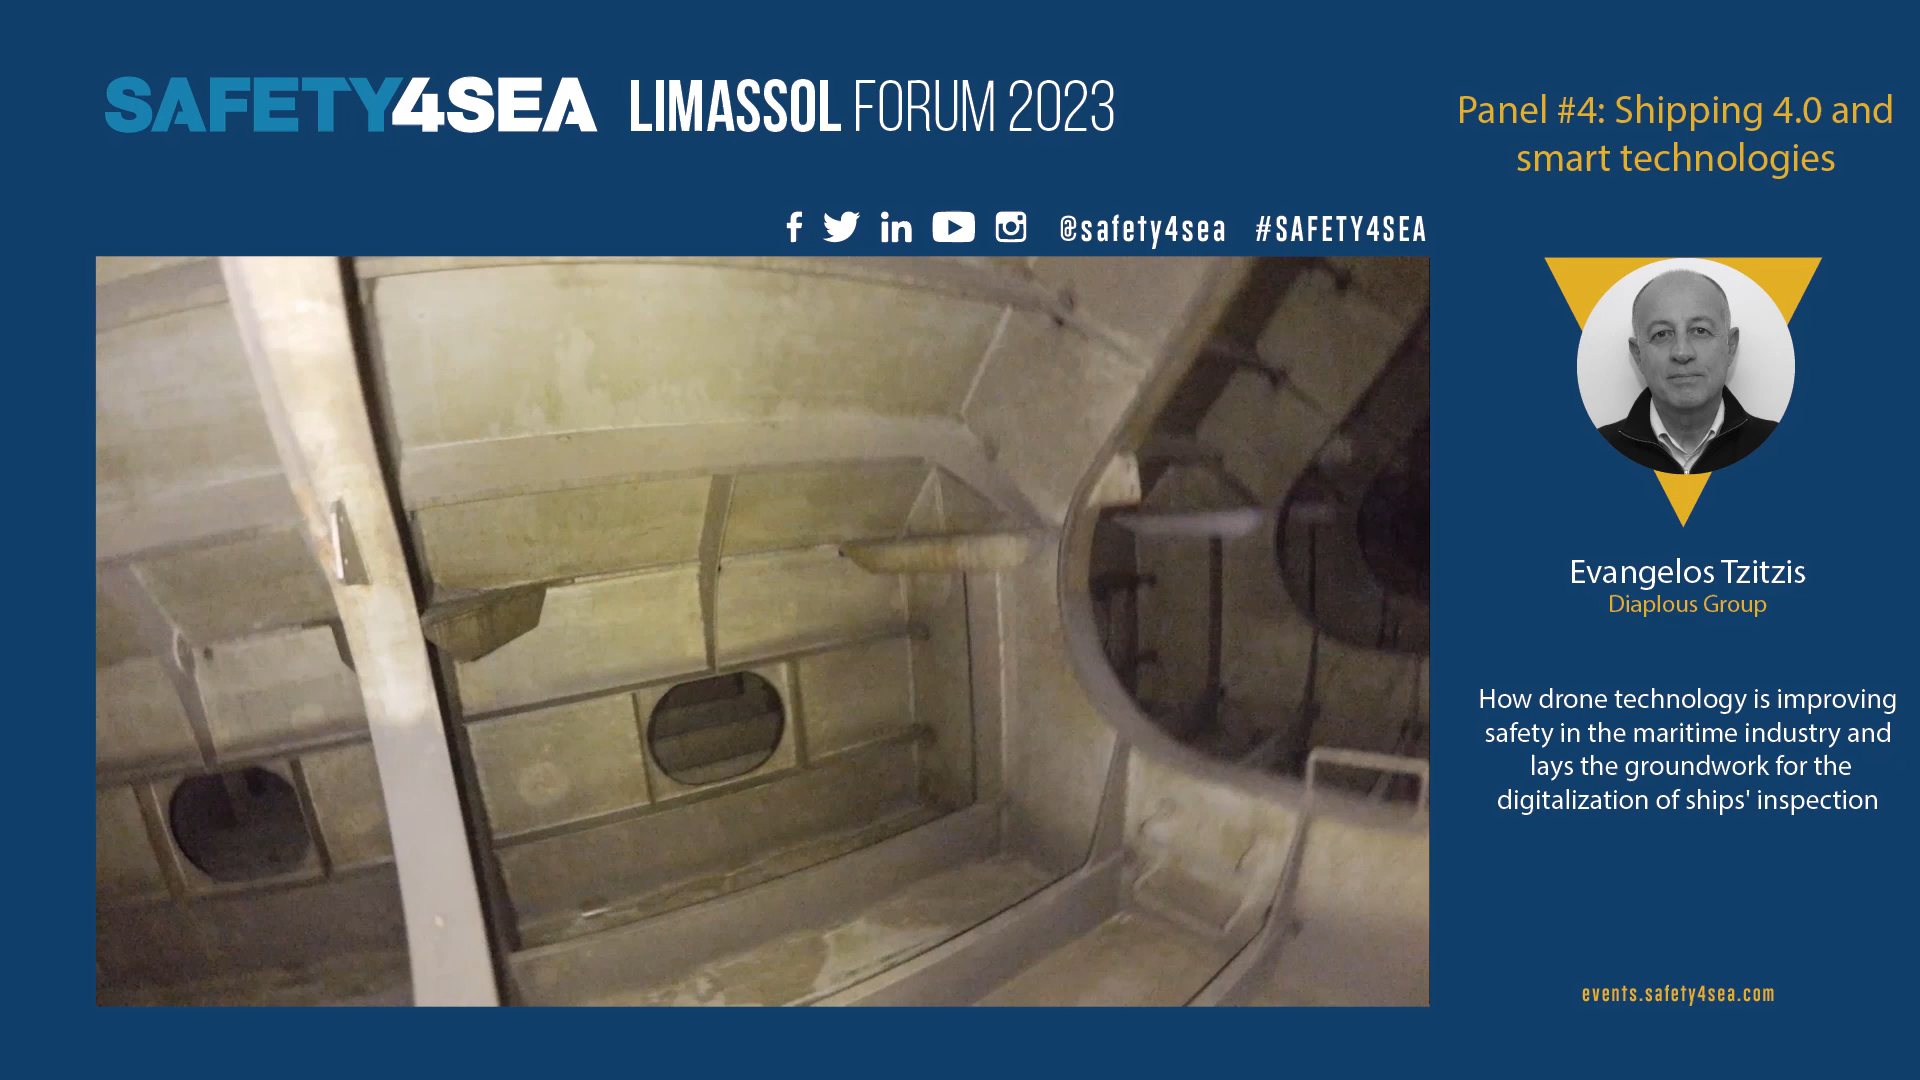 SAFETY4SEA LIMASSOL FORUM 2023
Panel #4: Shipping 4.0 and
smart technologies
@safety4sea #SAFETY4SEA
Evangelos Tzitzis
Diaplous Group
How drone technology is improving
safety in the maritime industry and
lays the groundwork for the
digitalization of ships' inspection
events.safety4sea.com